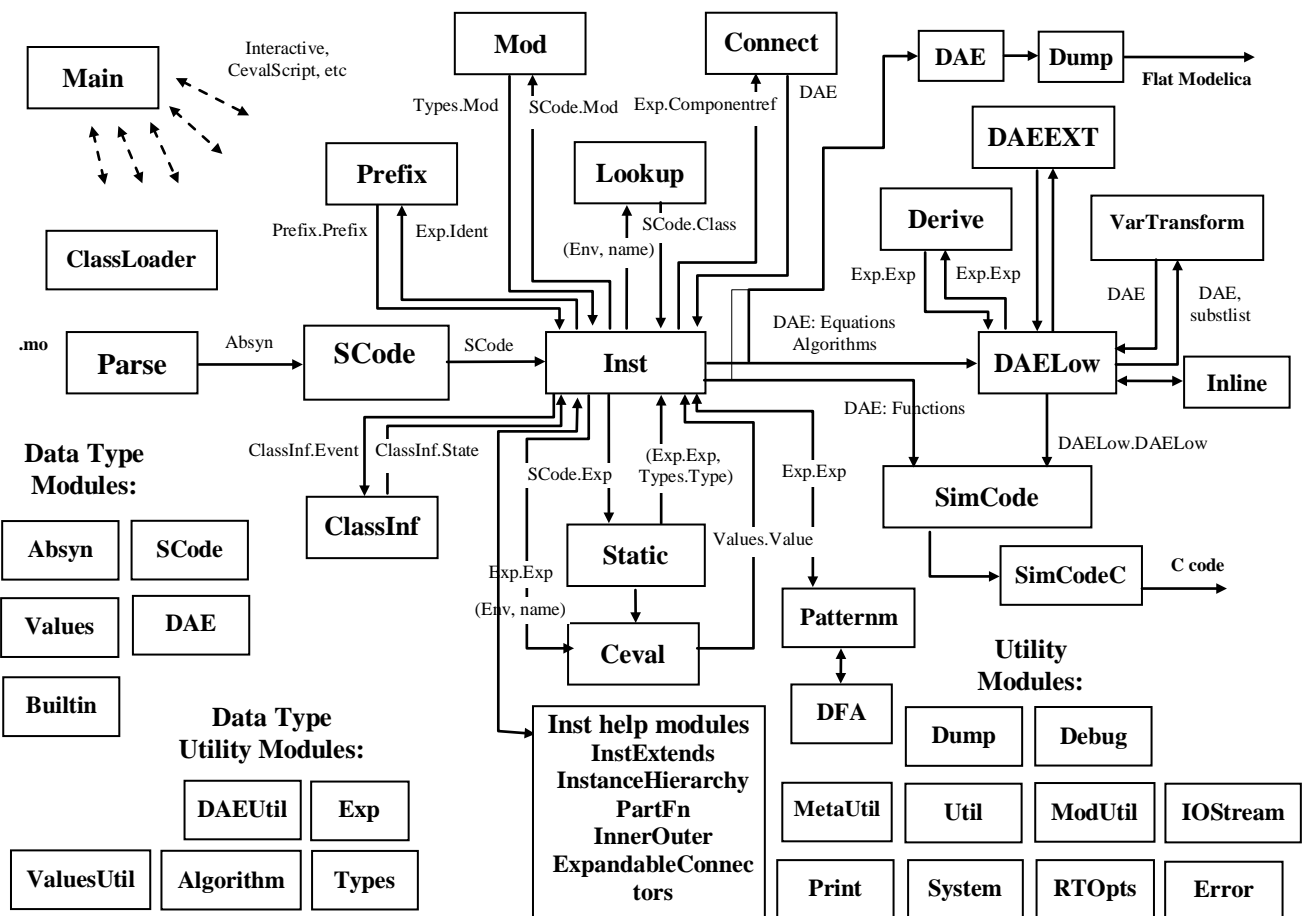 Interactive,
CevalScript, etc
Main
Mod
Connect
DAE
Dump
Flat Modelica
Types.Mod
SCode.Mod
Exp.Componentref
DAE
DAEEXT
Prefix
Lookup
Derive
VarTransform
Prefix.Prefix
Exp.Ident
(Env, name)
SCode.Class
Exp.Exp
Exp.Exp
DAE
DAE,
substlist
ClassLoader
.mo
Parse
Absyn
SCode
SCode
Inst
DAE: Equations
Algorithms
DAELow
Inline
DAE: Functions
DAELow.DAELow
Data Type
Modules:
ClassInf.Event
ClassInf.State
SCode.Exp
(Exp.Exp,
Types.Type)
Exp.Exp
SimCode
ClassInf
Static
Values.Value
SimCodeC
C code
Absyn
SCode
Values
DAE
Builtin
Exp.Exp
(Env, name)
Ceval
Patternm
DFA
Utility
Modules:
Data Type
Utility Modules:
Inst help modules
InstExtends
InstanceHierarchy
PartFn
InnerOuter
ExpandableConnec
tors
Dump
Debug
DAEUtil
Exp
MetaUtil
Util
ModUtil
IOStream
ValuesUtil
Algorithm
Types
Print
System
RTOpts
Error